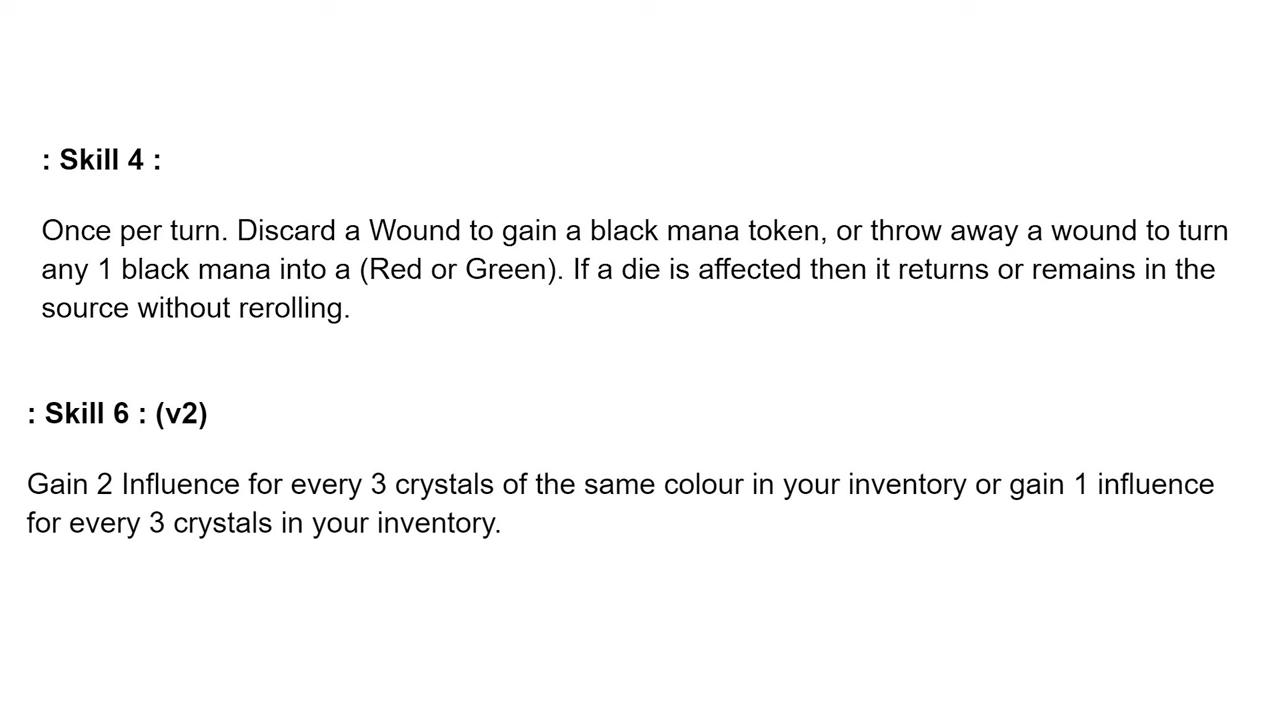 : Skill 4 :
Once per turn. Discard a Wound to gain a black mana token, or throw away a wound to turn
any 1 black mana into a (Red or Green). If a die is affected then it returns or remains in the
source without rerolling.
: Skill 6 : (v2)
Gain 2 Influence for every 3 crystals of the same colour in your inventory or gain 1 influence
for every 3 crystals in your inventory.